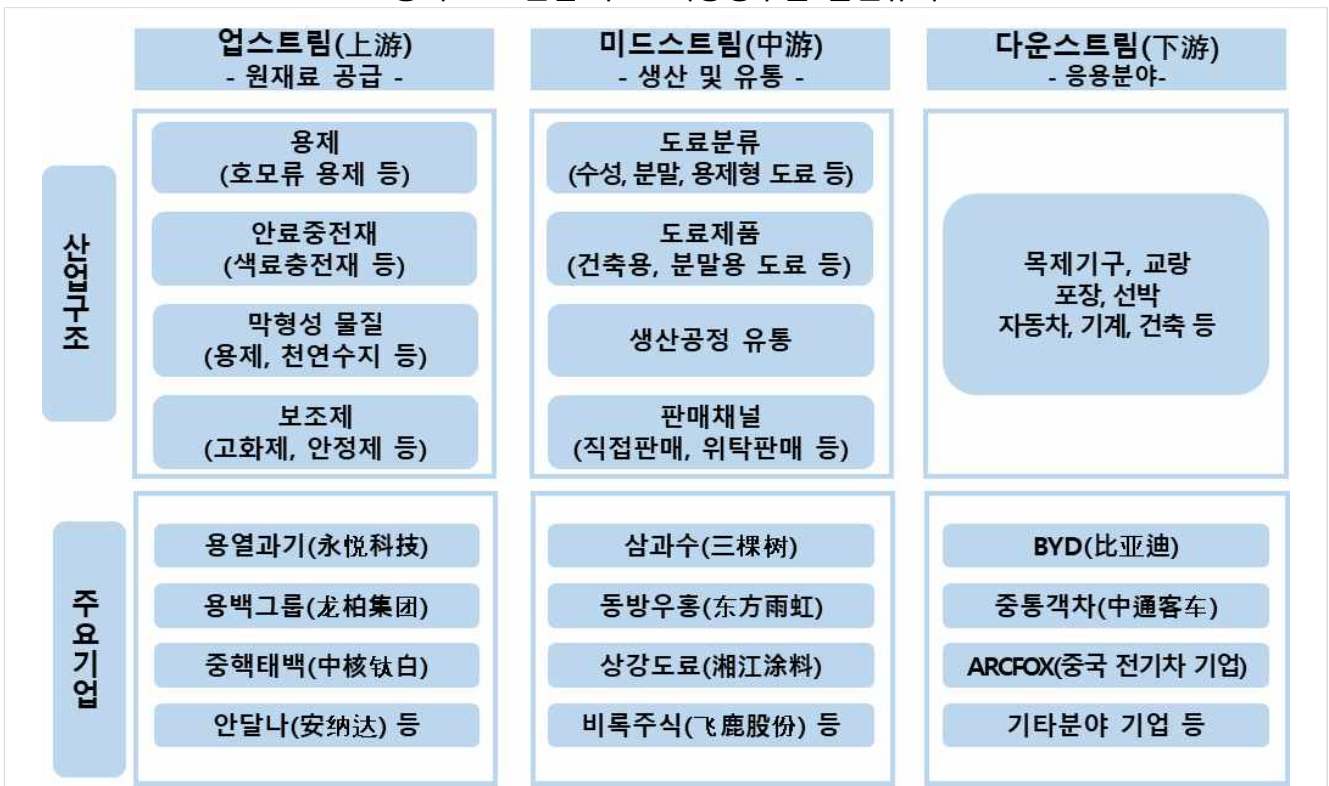 업스트림(上游)
- 원재료 공급 -
미드스트림(中游)
- 생산 및 유통 -
다운스트림(下游)
- 응용분야-
산업구조
용제
(호모류 용제 등)
안료중전재
(색료충전재 등)
막형성 물질
(용제, 천연수지 등)
보조제
(고화제, 안정제 등)
도료분류
(수성, 분말, 용제형 도료 등)
도료제품
(건축용, 분말용 도료 등)
생산공정 유통
판매채널
(직접판매, 위탁판매 등)
목제기구, 교랑
포장, 선박
자동차, 기계, 건축 등
주요기업
용열과기(永悦科技)
용백그룹(龙柏集团)
중핵태백(中核钛白)
안달나(安纳达) 등
삼과수(三棵树)
동방우홍(东方雨虹)
상강도료(湘江涂料)
비록주식(飞鹿股份) 등
BYD(比亚迪)
중통객차(中通客车)
ARCFOX(중국 전기차 기업)
기타분야 기업 등